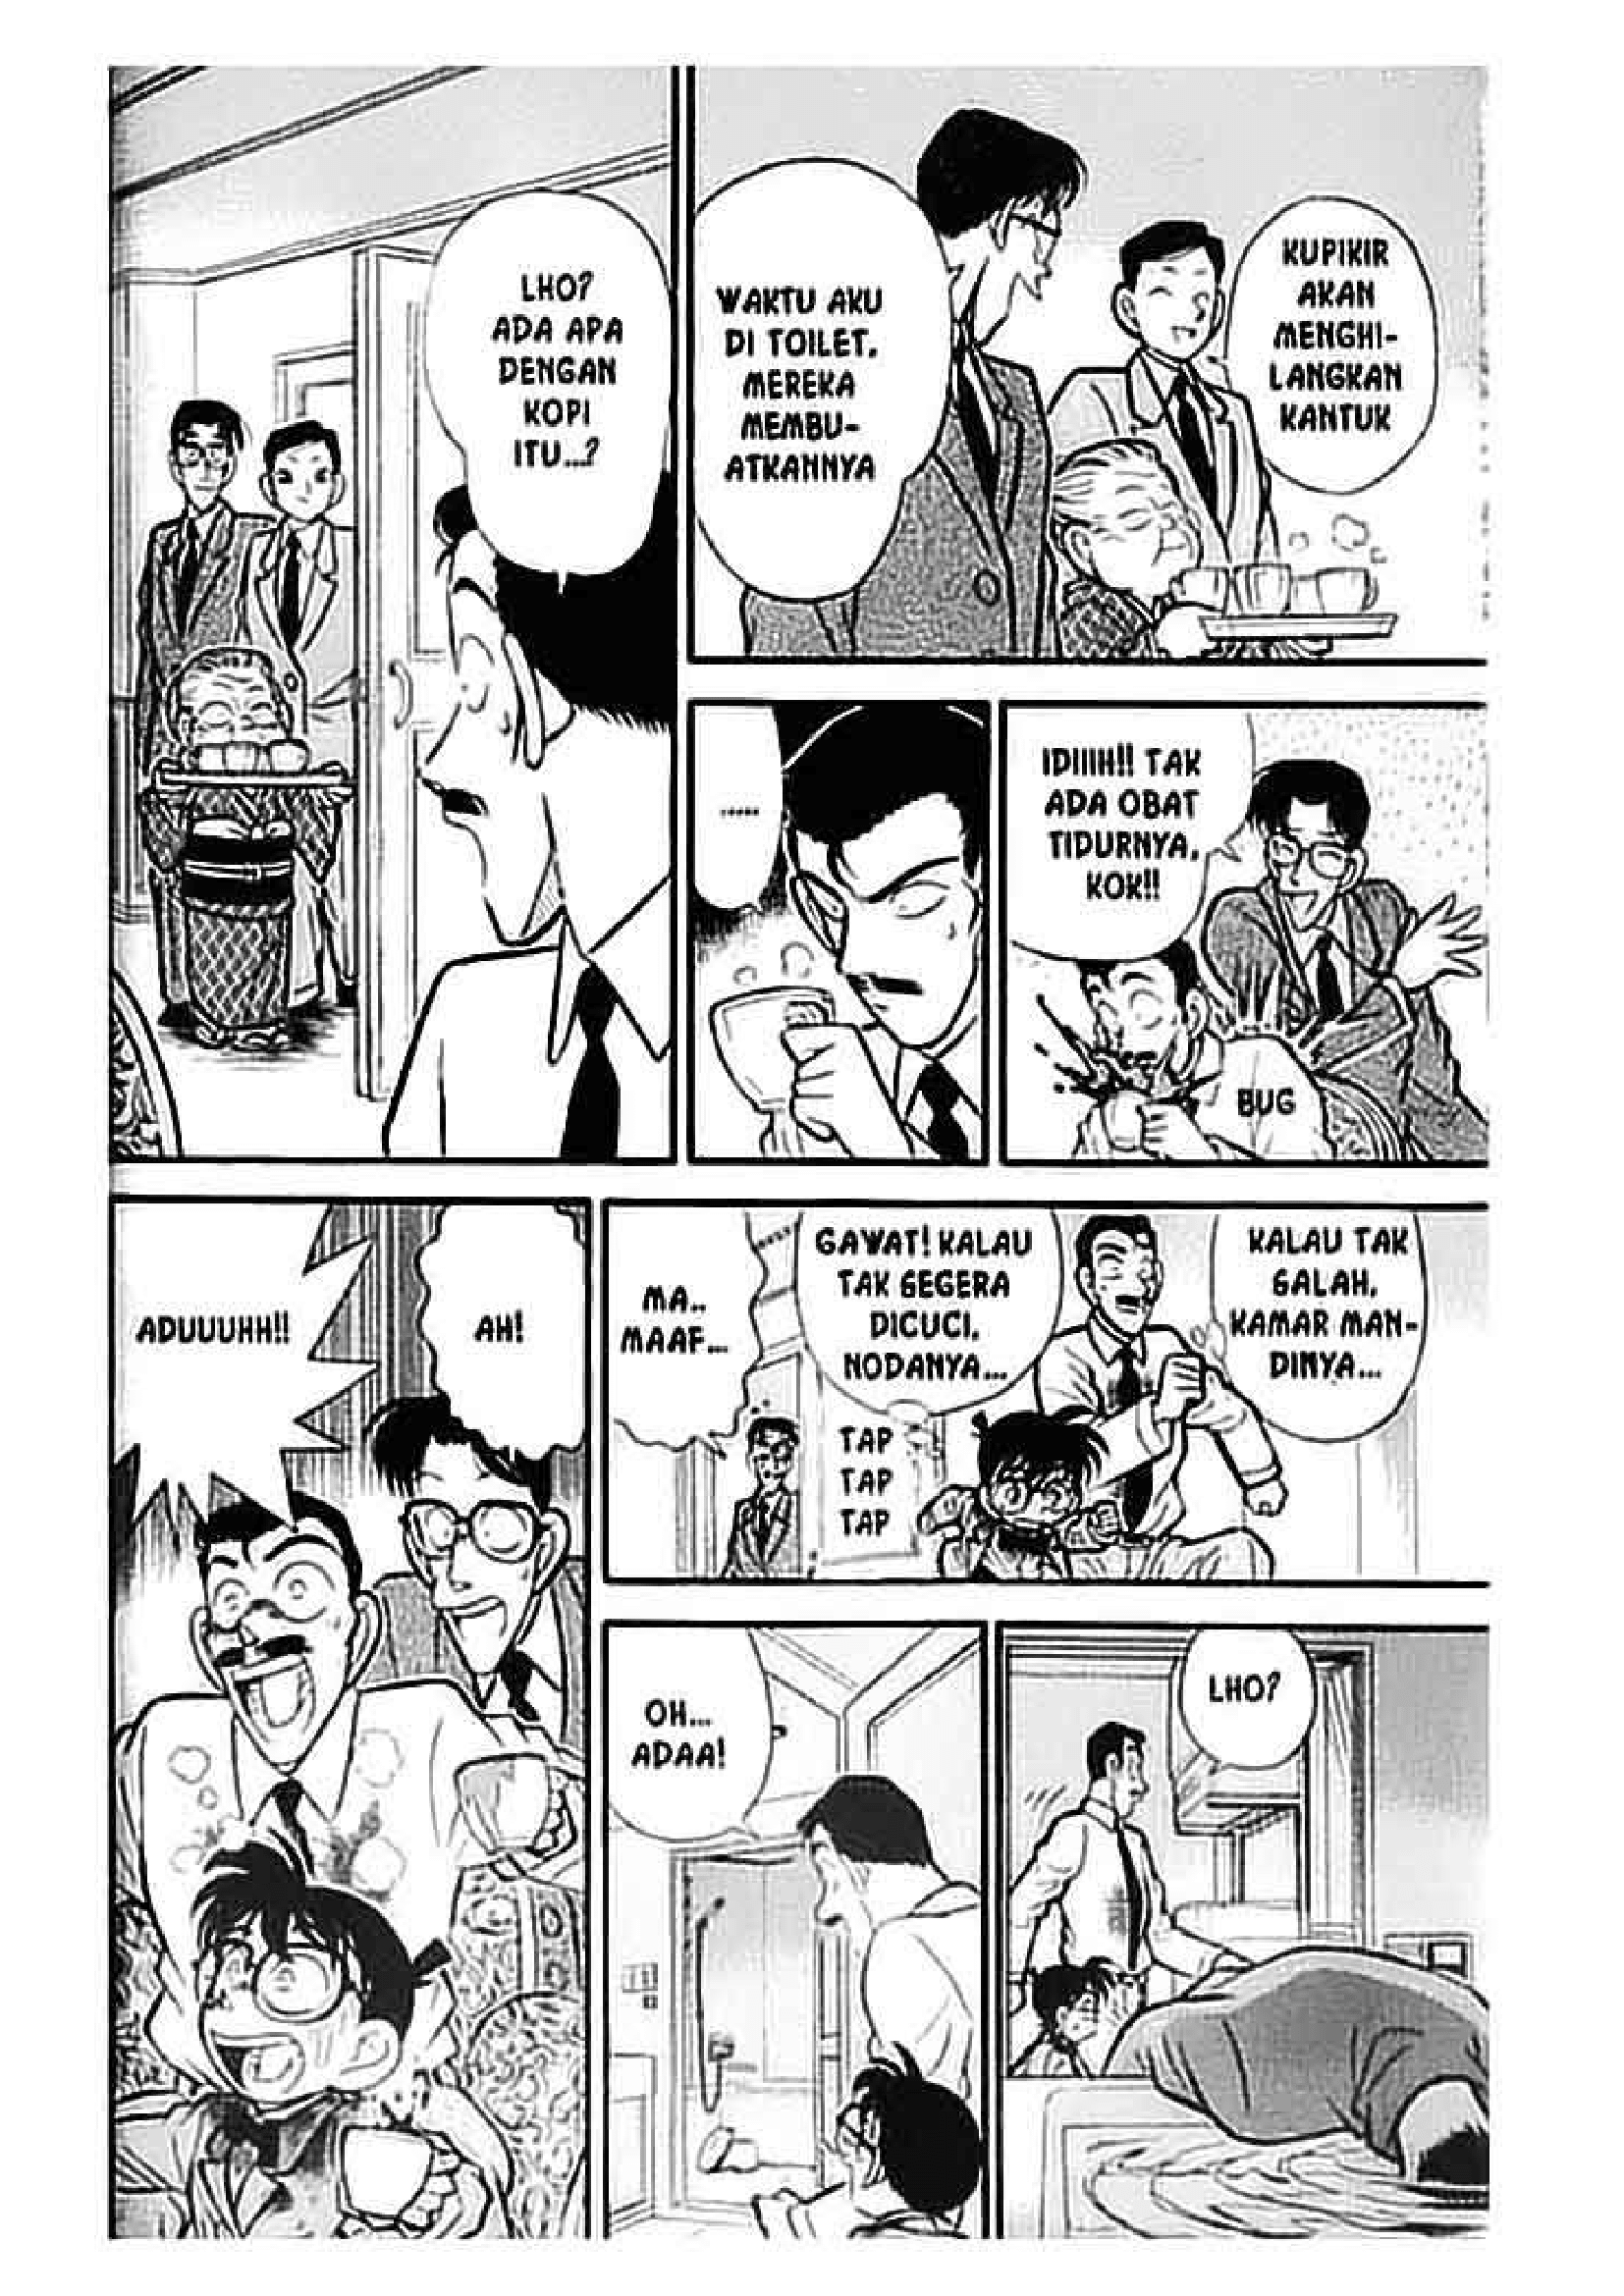 LHO?
ADA APA
DENGAN
KOPI
ITU...?
WAKTU AKU
DI TOILET,
MEREKA
MEMBU-
ATKANNYA
KUPIKIR
AKAN
MENGHI-
LANGKAN
KANTUK
.....
IDIIIH!! TAK
ADA OBAT
TIDURNYA,
KOK!!
BUG
ADUUUHH!!
AH!
MA..
MAAF...
GAWAT! KALAU
TAK SEGERA
DICUCI,
NODANYA...
TAP
TAP
TAP
KALAU TAK
SALAH,
KAMAR MAN-
DINYA...
OH...
ADAA!
LHO?